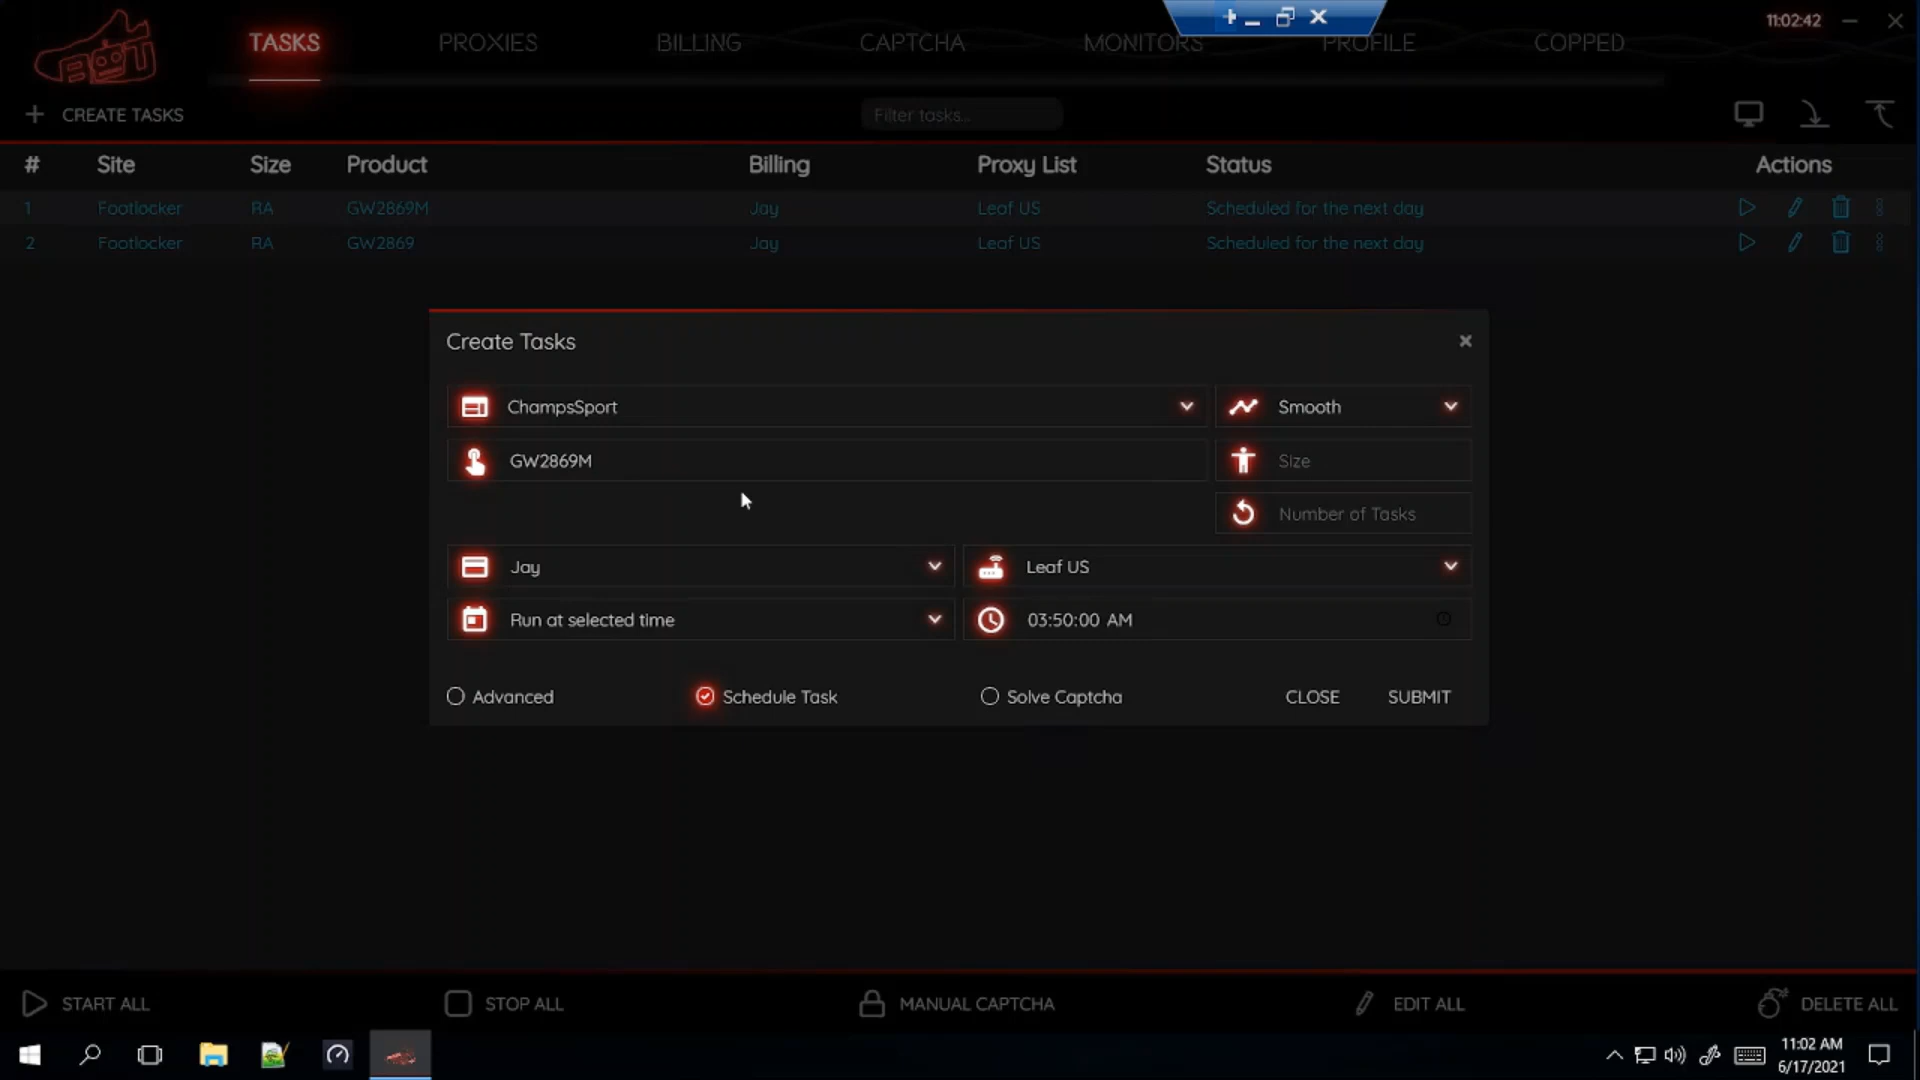 TASKS PROXIES BILLING CAPTCHA MONITORS PROFILE COPPED 11:02:42
CREATE TASKS Filter tasks...
# Site Size Product Billing Proxy List Status Actions
1 Footlocker RA GW2869M Jay Leaf US Scheduled for the next day
2 Footlocker RA GW2869 Jay Leaf US Scheduled for the next day
Create Tasks
ChampsSport Smooth
GW2869M Size
Number of Tasks
Jay Leaf US
Run at selected time 03:50:00 AM
Advanced Schedule Task Solve Captcha CLOSE SUBMIT
START ALL STOP ALL MANUAL CAPTCHA EDIT ALL DELETE ALL
11:02 AM
6/17/2021